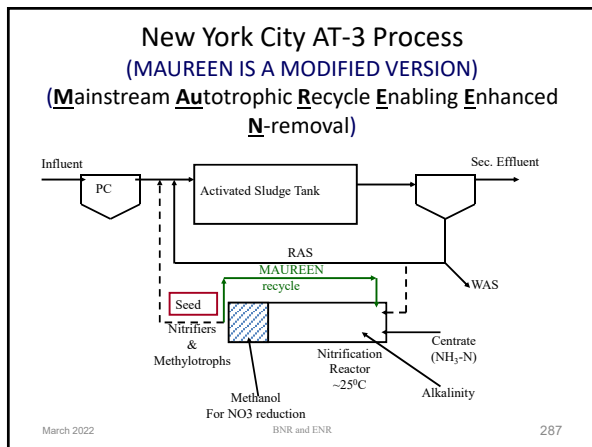 New York City AT-3 Process
(MAUREEN IS A MODIFIED VERSION)
(Mainstream Autotrophic Recycle Enabling Enhanced
N-removal)
Influent
Sec. Effluent
PC
Activated Sludge Tank
RAS
MAUREEN
recycle
WAS
Seed
Nitrifiers
&
Methylotrophs
Centrate
(NH₃-N)
Nitrification
Reactor
~25⁰C
Alkalinity
Methanol
For NO3 reduction
March 2022
BNR and ENR
287